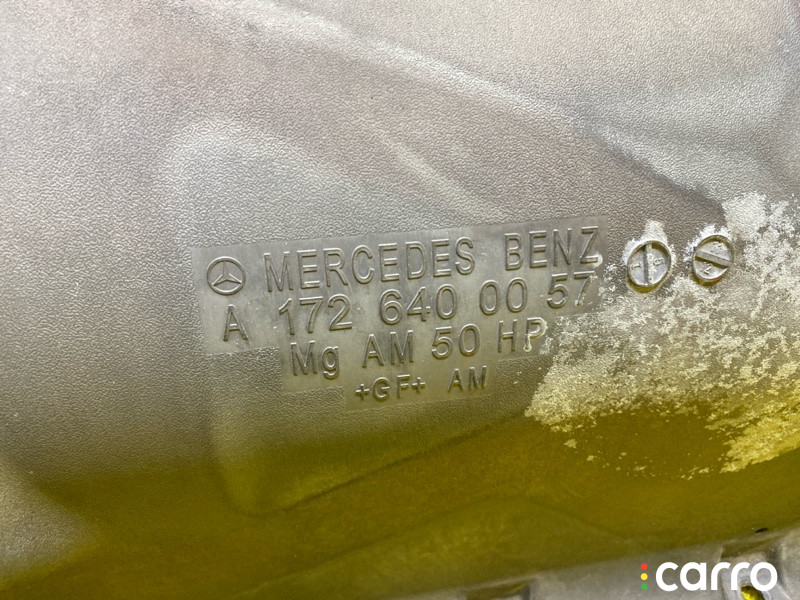 MERCEDES BENZ
A 172 640 00 57
Mg AM 50 HP
+GF+ AM
carro